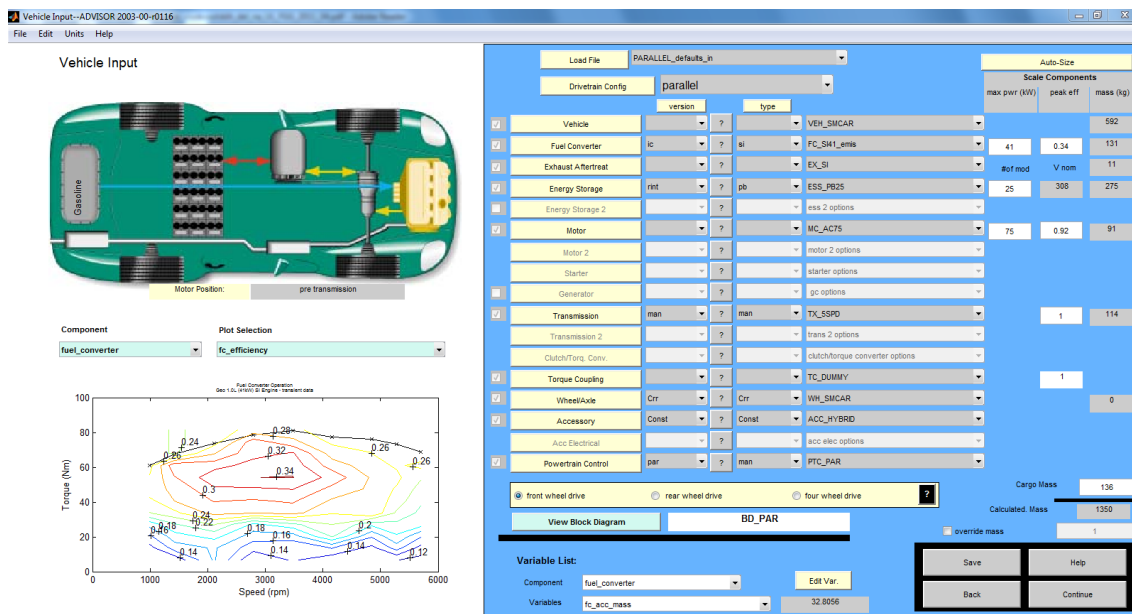 Vehicle Input--ADVISOR 2003-00-r0116
File Edit Units Help
Vehicle Input
Gasoline
Motor Position: pre transmission
Component Plot Selection
fuel_converter fc_efficiency
Fuel Converter Operation
Geo 1.0L (41kW) SI Engine - transient data
100
80
60
40
20
0
Torque (Nm)
0.28
0.24
0.26
0.26
0.32
0.26
0.34
0.3
0.24
0.22
0.18
0.16
0.18
0.2
0.16
0.14
0.14
0.14
0.12
0 1000 2000 3000 4000 5000 6000
Speed (rpm)
Load File PARALLEL_defaults_in
Auto-Size
Drivetrain Config parallel
Scale Components
version type max pwr (kW) peak eff mass (kg)
Vehicle ? VEH_SMCAR 592
Fuel Converter ic ? si FC_SI41_emis 41 0.34 131
Exhaust Aftertreat ? EX_SI #of mod V nom 11
Energy Storage rint ? pb ESS_PB25 25 308 275
Energy Storage 2 ? ess 2 options
Motor ? MC_AC75 75 0.92 91
Motor 2 ? motor 2 options
Starter ? starter options
Generator ? gc options
Transmission man ? man TX_5SPD 1 114
Transmission 2 ? trans 2 options
Clutch/Torq. Conv. ? clutch/torque converter options
Torque Coupling ? TC_DUMMY 1
Wheel/Axle Crr ? Crr WH_SMCAR 0
Accessory Const ? Const ACC_HYBRID
Acc Electrical ? acc elec options
Powertrain Control par ? man PTC_PAR
front wheel drive rear wheel drive four wheel drive ?
Cargo Mass 136
Calculated. Mass 1350
View Block Diagram BD_PAR
override mass 1
Variable List:
Component fuel_converter Edit Var.
Variables fc_acc_mass 32.8056
Save Help
Back Continue